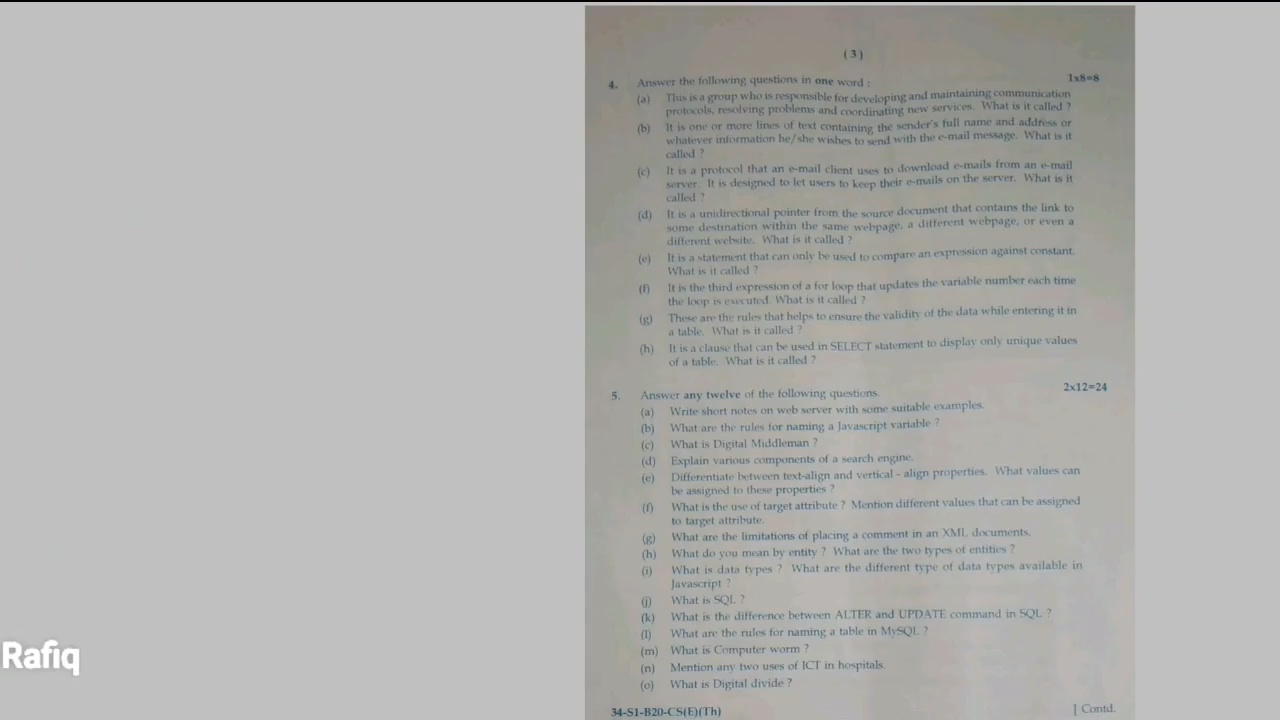 ( 3 )
4. Answer the following questions in one word : 1x8=8
(a) This is a group who is responsible for developing and maintaining communication
protocols, resolving problems and coordinating new services. What is it called ?
(b) It is one or more lines of text containing the sender's full name and address or
whatever information he/she wishes to send with the e-mail message. What is it
called ?
(c) It is a protocol that an e-mail client uses to download e-mails from an e-mail
server. It is designed to let users to keep their e-mails on the server. What is it
called ?
(d) It is a unidirectional pointer from the source document that contains the link to
some destination within the same webpage, a different webpage, or even a
different website. What is it called ?
(e) It is a statement that can only be used to compare an expression against constant.
What is it called ?
(f) It is the third expression of a for loop that updates the variable number each time
the loop is executed. What is it called ?
(g) These are the rules that helps to ensure the validity of the data while entering it in
a table. What is it called ?
(h) It is a clause that can be used in SELECT statement to display only unique values
of a table. What is it called ?
5. Answer any twelve of the following questions. 2x12=24
(a) Write short notes on web server with some suitable examples.
(b) What are the rules for naming a Javascript variable ?
(c) What is Digital Middleman ?
(d) Explain various components of a search engine.
(e) Differentiate between text-align and vertical - align properties. What values can
be assigned to these properties ?
(f) What is the use of target attribute ? Mention different values that can be assigned
to target attribute.
(g) What are the limitations of placing a comment in an XML documents.
(h) What do you mean by entity ? What are the two types of entities ?
(i) What is data types ? What are the different type of data types available in
Javascript ?
(j) What is SQL ?
(k) What is the difference between ALTER and UPDATE command in SQL ?
(l) What are the rules for naming a table in MySQL ?
(m) What is Computer worm ?
(n) Mention any two uses of ICT in hospitals.
(o) What is Digital divide ?
34-S1-B20-CS(E)(Th) [ Contd.
Rafiq